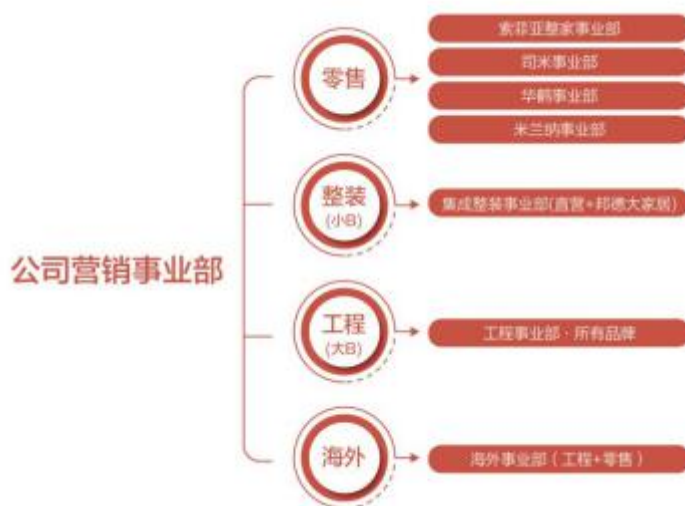 公司营销事业部
零售
索菲亚整家事业部
司米事业部
华鹤事业部
米兰纳事业部
整装
(小B)
集成整装事业部(直营+邦德大家居)
工程
(大B)
工程事业部·所有品牌
海外
海外事业部(工程+零售)